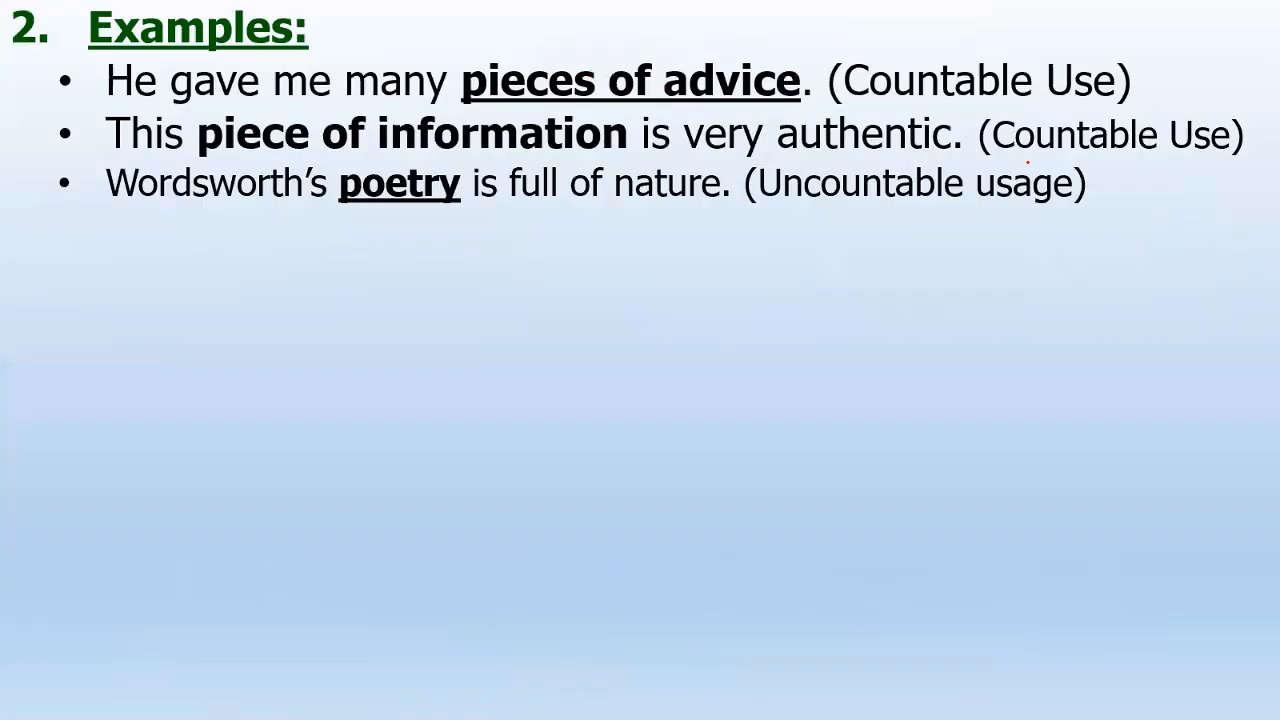 2. Examples:
• He gave me many pieces of advice. (Countable Use)
• This piece of information is very authentic. (Countable Use)
• Wordsworth’s poetry is full of nature. (Uncountable usage)